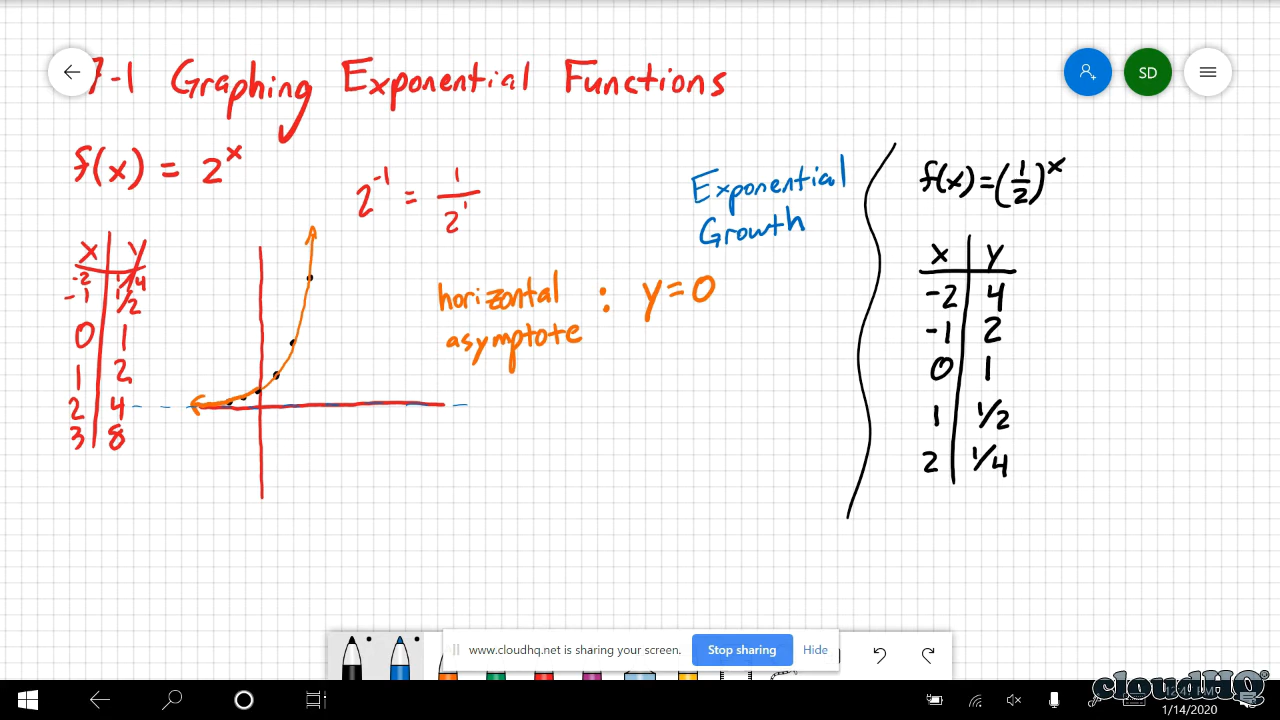 7-1 Graphing Exponential Functions
SD
f(x) = 2^x
2^-1 = 1/2^1
Exponential
Growth
x y
-2 1/4
-1 1/2
0 1
1 2
2 4
3 8
horizontal
asymptote : y=0
f(x)=(1/2)^x
x y
-2 4
-1 2
0 1
1 1/2
2 1/4
www.cloudhq.net is sharing your screen. Stop sharing Hide
cloudHQ
1/14/2020